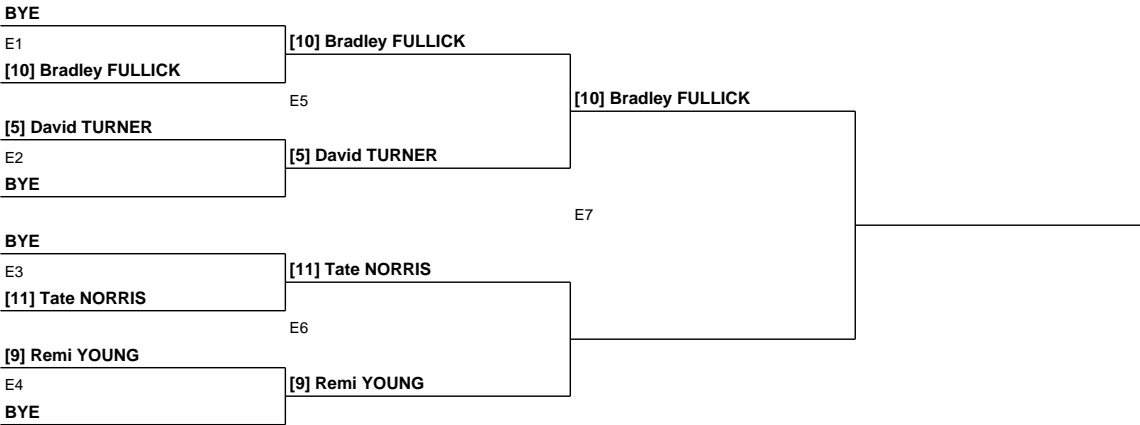 BYE
E1
[10] Bradley FULLICK
[10] Bradley FULLICK
E5
[10] Bradley FULLICK
[5] David TURNER
E2
[5] David TURNER
BYE
E7
BYE
E3
[11] Tate NORRIS
[11] Tate NORRIS
E6
[9] Remi YOUNG
E4
[9] Remi YOUNG
BYE